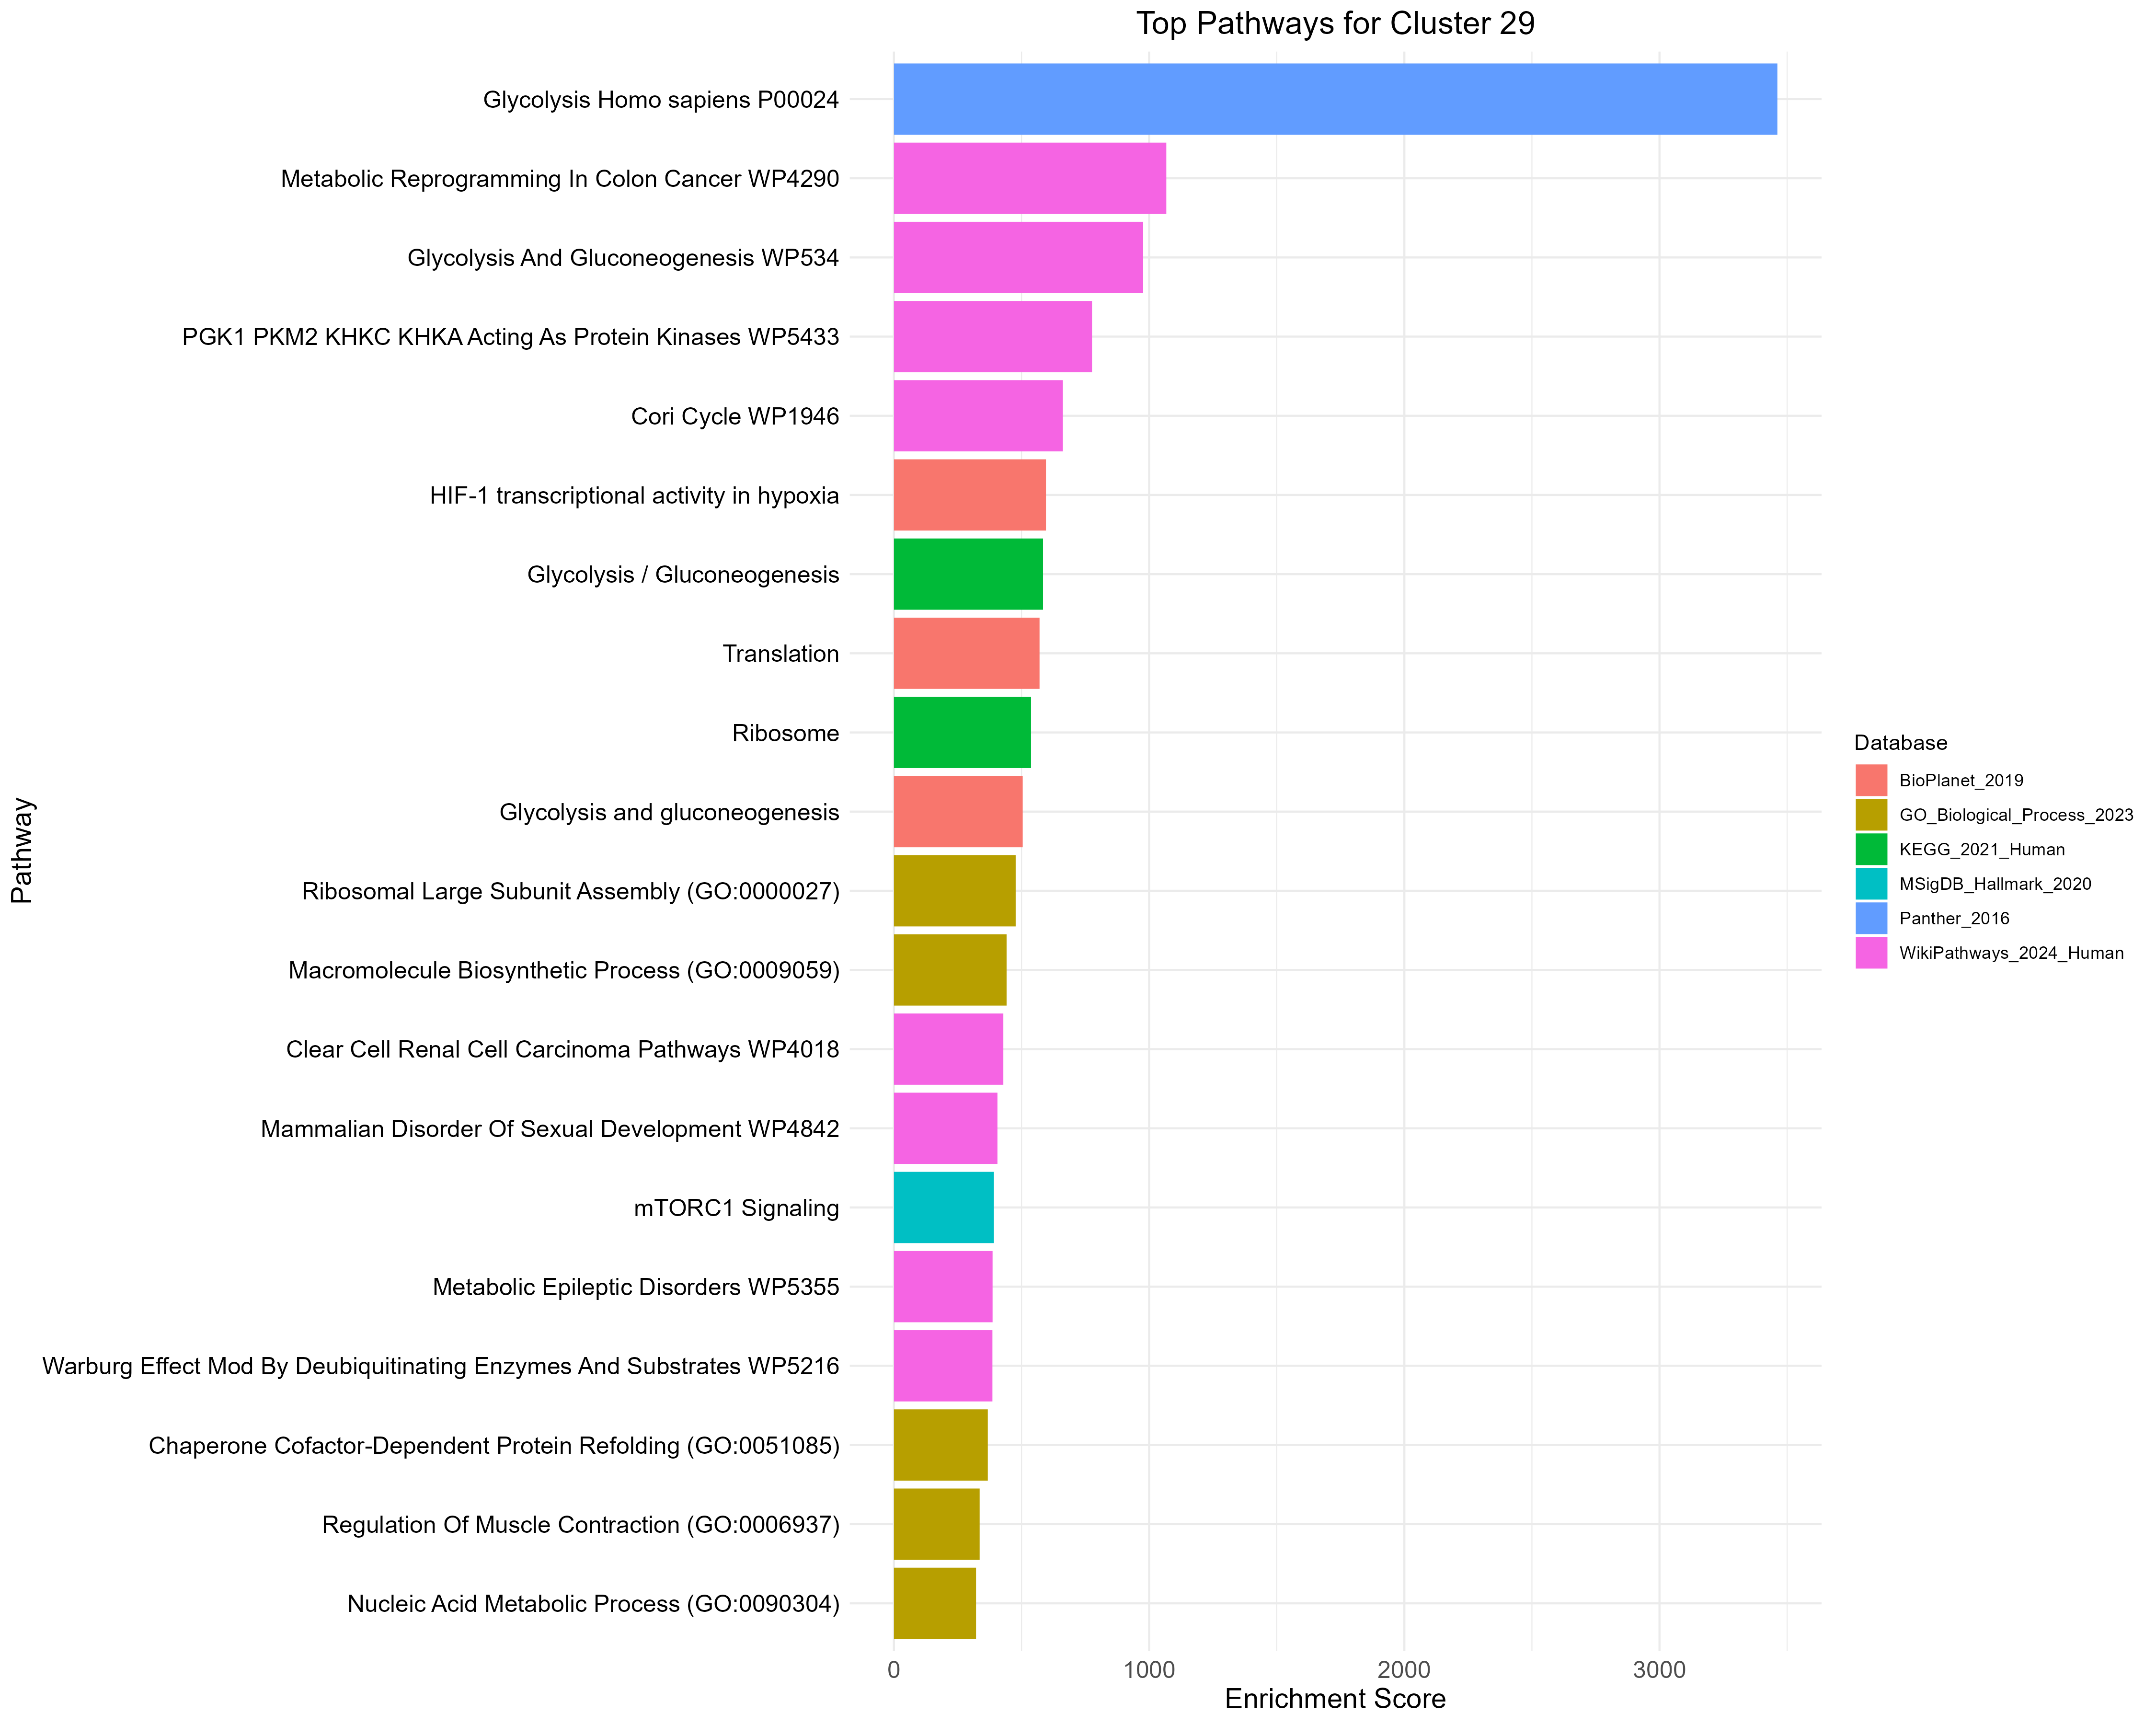 Top Pathways for Cluster 29
Pathway
Glycolysis Homo sapiens P00024
Metabolic Reprogramming In Colon Cancer WP4290
Glycolysis And Gluconeogenesis WP534
PGK1 PKM2 KHKC KHKA Acting As Protein Kinases WP5433
Cori Cycle WP1946
HIF-1 transcriptional activity in hypoxia
Glycolysis / Gluconeogenesis
Translation
Ribosome
Glycolysis and gluconeogenesis
Ribosomal Large Subunit Assembly (GO:0000027)
Macromolecule Biosynthetic Process (GO:0009059)
Clear Cell Renal Cell Carcinoma Pathways WP4018
Mammalian Disorder Of Sexual Development WP4842
mTORC1 Signaling
Metabolic Epileptic Disorders WP5355
Warburg Effect Mod By Deubiquitinating Enzymes And Substrates WP5216
Chaperone Cofactor-Dependent Protein Refolding (GO:0051085)
Regulation Of Muscle Contraction (GO:0006937)
Nucleic Acid Metabolic Process (GO:0090304)
0 1000 2000 3000
Enrichment Score
Database
BioPlanet_2019
GO_Biological_Process_2023
KEGG_2021_Human
MSigDB_Hallmark_2020
Panther_2016
WikiPathways_2024_Human